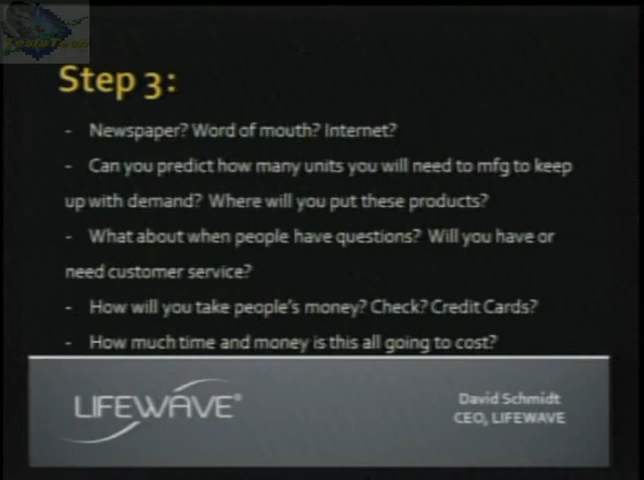 Step 3:
- Newspaper? Word of mouth? Internet?
- Can you predict how many units you will need to mfg to keep
up with demand? Where will you put these products?
- What about when people have questions? Will you have or
need customer service?
- How will you take people's money? Check? Credit Cards?
- How much time and money is this all going to cost?
LIFEWAVE®
David Schmidt
CEO, LIFEWAVE